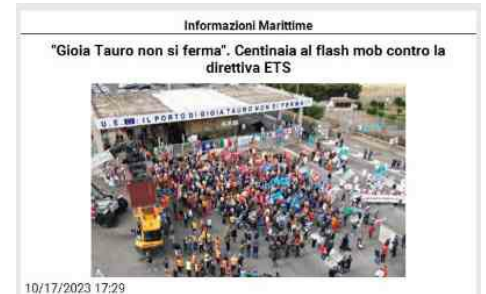 Informazioni Marittime
"Gioia Tauro non si ferma". Centinaia al flash mob contro la
direttiva ETS
U.E. IL PORTO DI GIOIA TAURO NON SI FERMA
10/17/2023 17:29